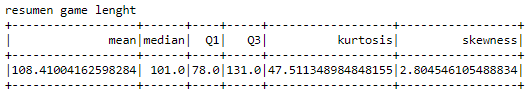 resumen game lenght
+------------------+------+----+-----+------------------+-----------------+
|              mean|median|  Q1|   Q3|          kurtosis|         skewness|
+------------------+------+----+-----+------------------+-----------------+
|108.41004162598284| 101.0|78.0|131.0|47.511348984848155|2.804546105488834|
+------------------+------+----+-----+------------------+-----------------+